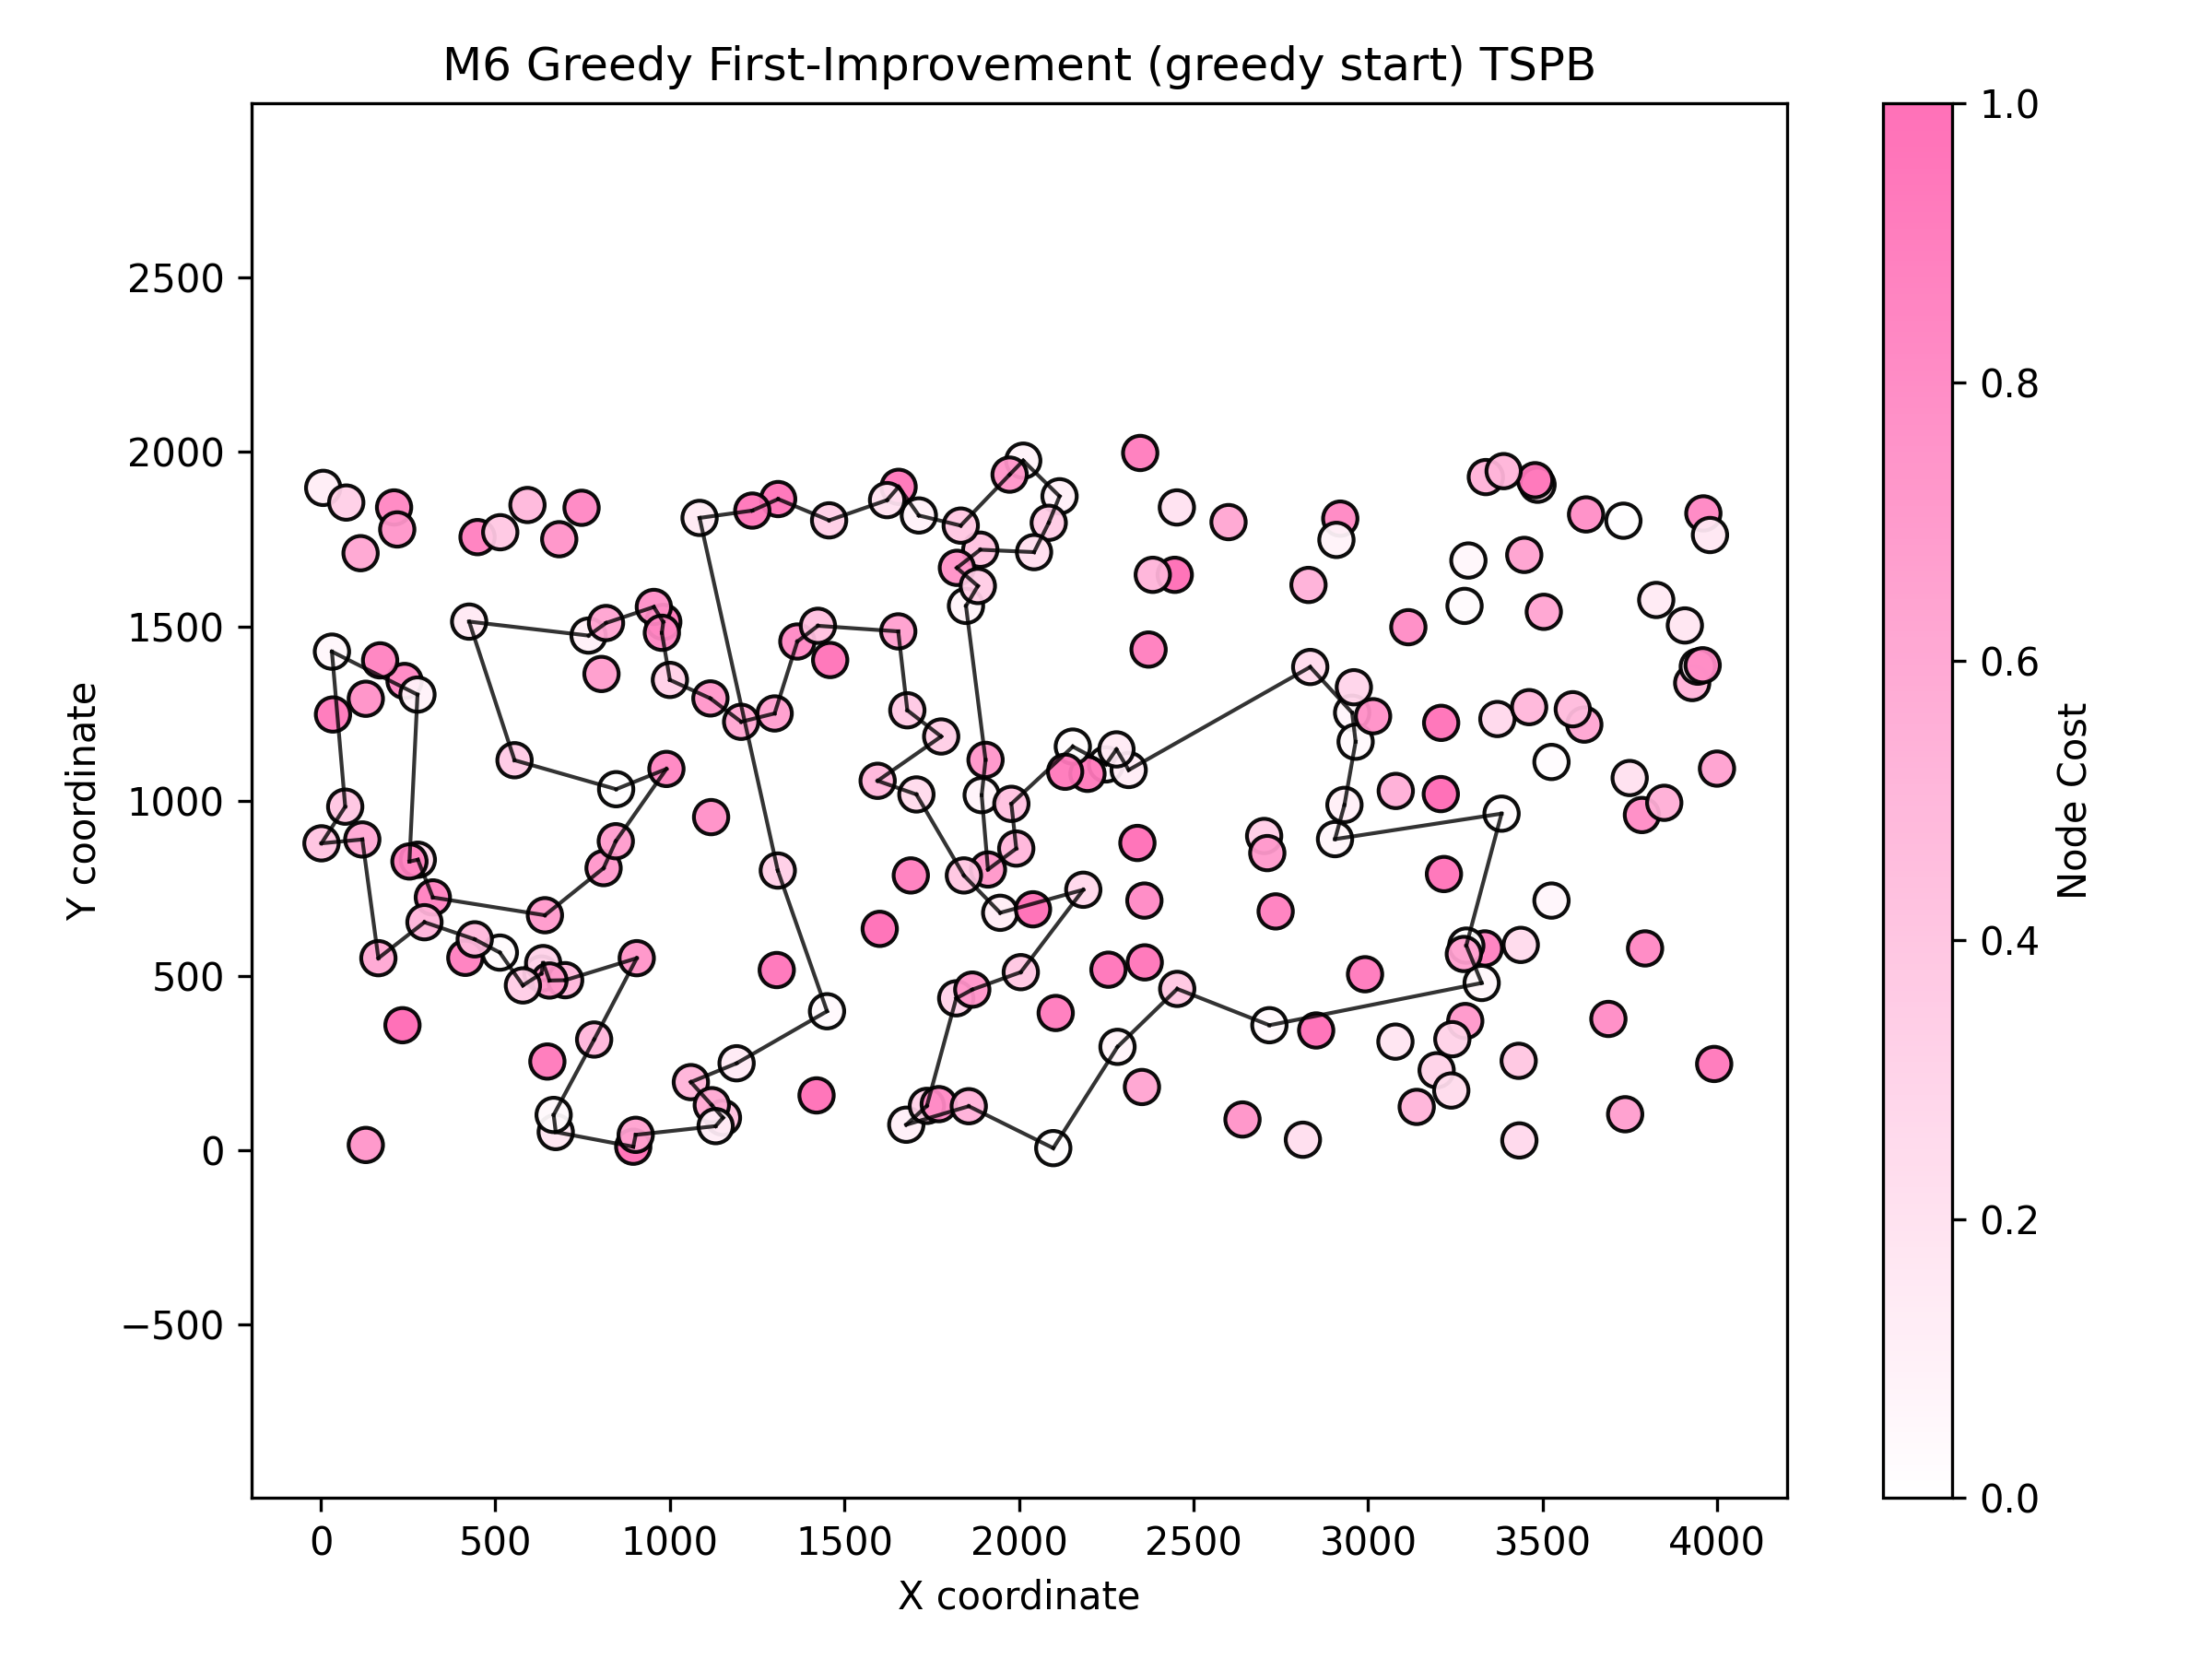 M6 Greedy First-Improvement (greedy start) TSPB
Y coordinate
2500
2000
1500
1000
500
0
−500
0 500 1000 1500 2000 2500 3000 3500 4000
X coordinate
1.0
0.8
0.6
0.4
0.2
0.0
Node Cost